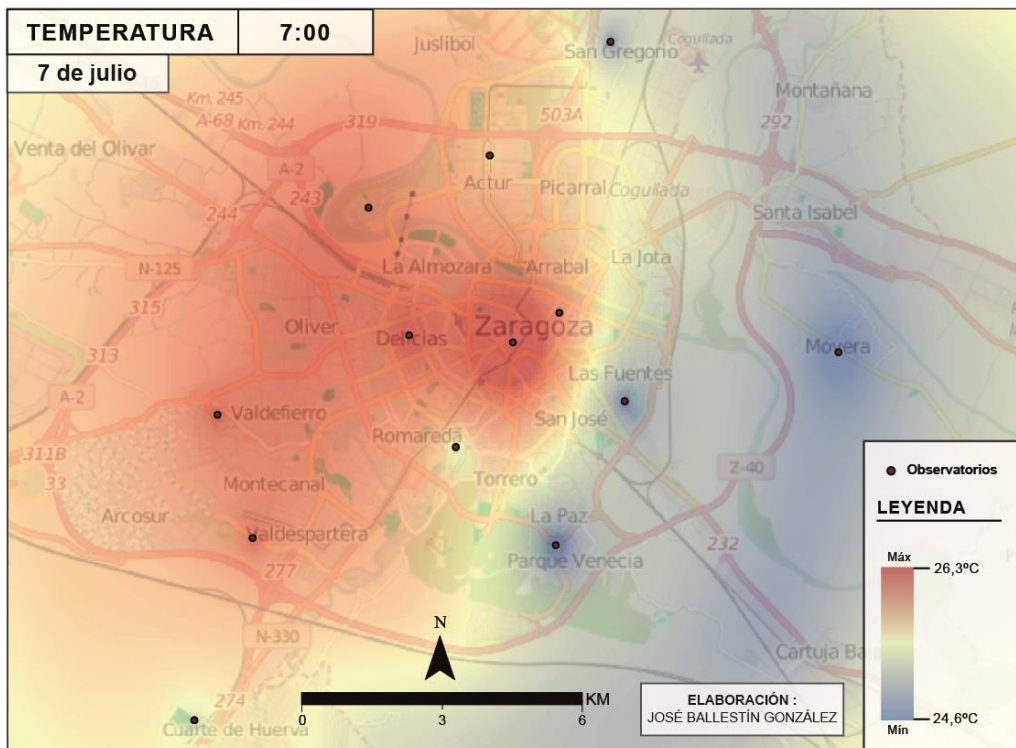 TEMPERATURA
7:00
7 de julio
Juslibol
San Gregorio
Cogullada
Km. 245
A-68
Km. 244
319
503A
Montañana
292
Venta del Olivar
A-2
243
Actur
Picarral
Cogullada
244
Santa Isabel
N-125
La Almozara
Arrabal
La Jota
315
Oliver
Delicias
Zaragoza
Movera
313
Las Fuentes
A-2
Valdefierro
San José
Romareda
311B
33
Montecanal
Torrero
Z-40
Arcosur
La Paz
Valdespartera
Parque Venecia
232
277
N-330
Cartuja Baja
274
Cuarte de Huerva
N
KM
0
3
6
ELABORACIÓN :
JOSÉ BALLESTÍN GONZÁLEZ
Observatorios
LEYENDA
Máx
26,3ºC
24,6ºC
Mín